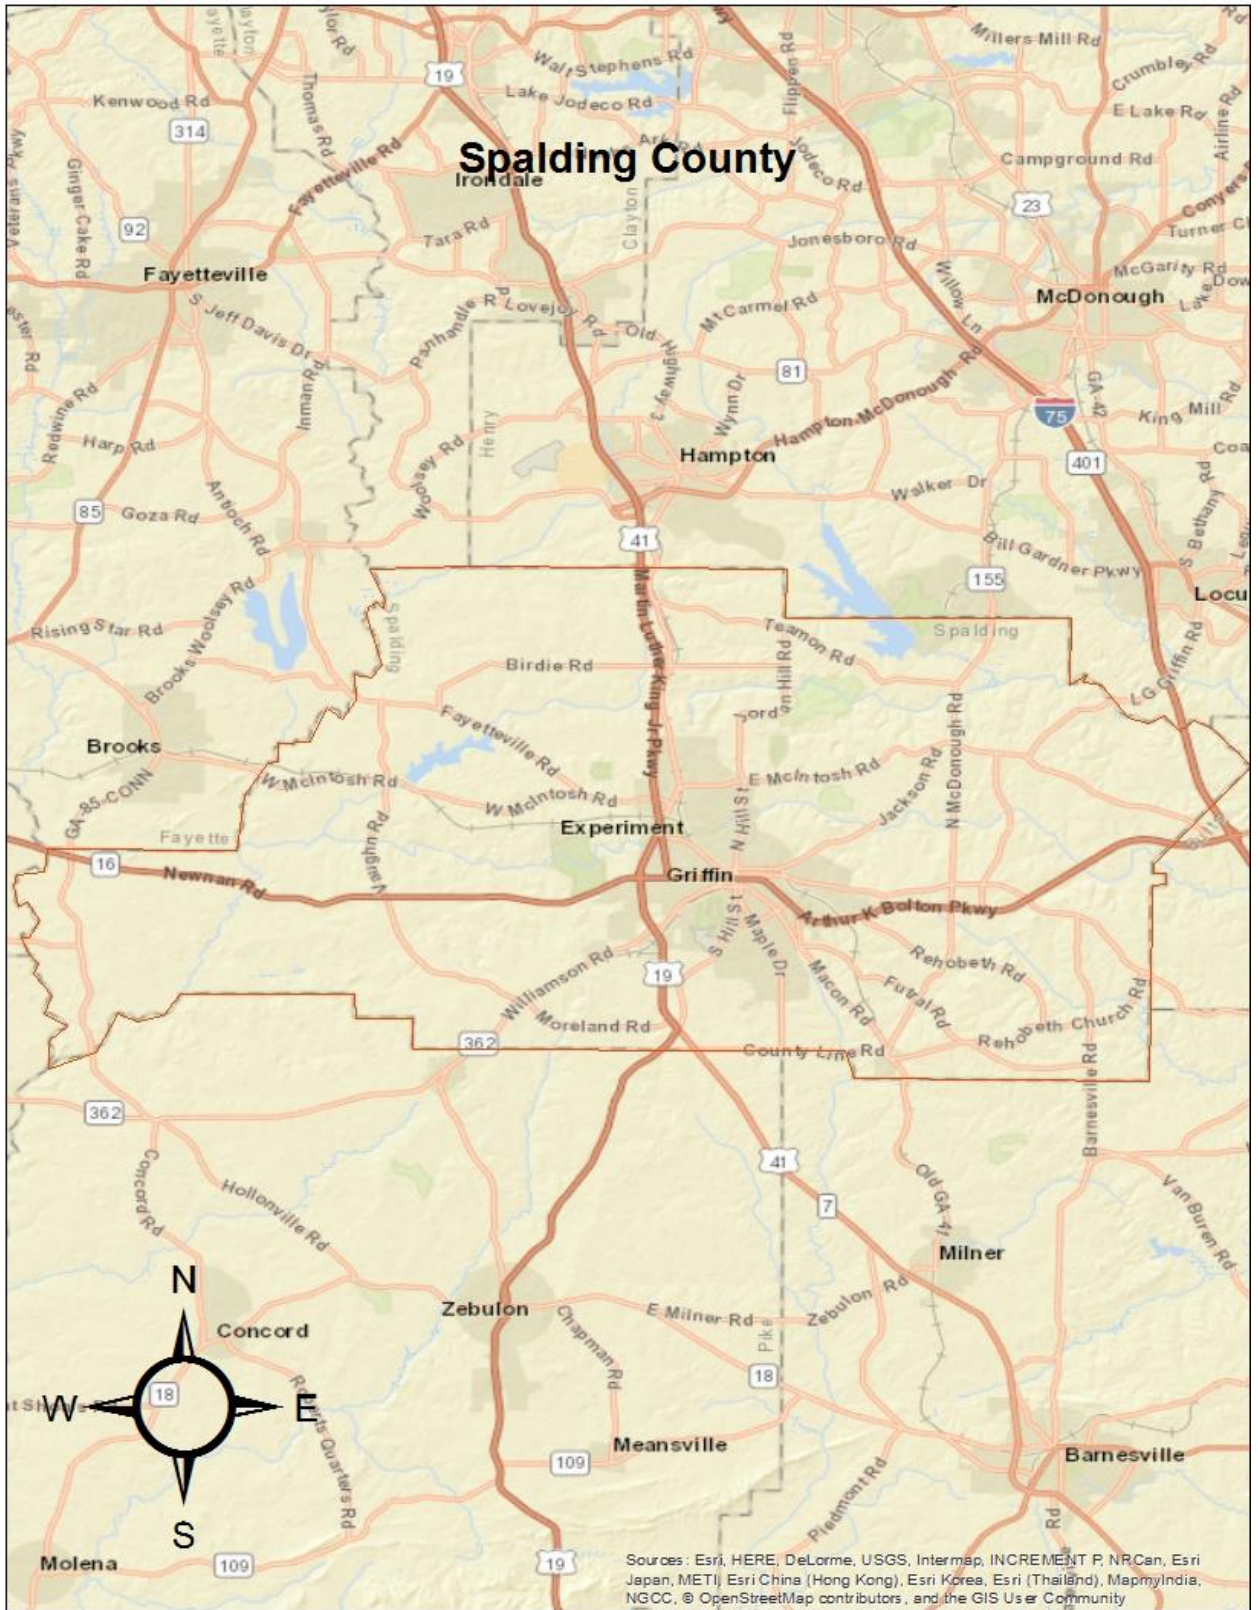 Millers Mill Rd
Walt Stephens Rd
Flippen Rd
Crumbley Rd
19
Kenwood Rd
Thomas Rd
Lake Jodeco Rd
E Lake Rd
Airline Rd
314
Spalding County
Irondale
Jodeco Rd
Campground Rd
Ginger Cake Rd
Fayetteville Rd
23
92
Tara Rd
Clayton
Jonesboro Rd
Fayetteville
McGarity Rd
S Jeff Davis Dr
Panhandle Rd
Lovejoy Rd
Mt Carmel Rd
Willow Ln
McDonough
Old Highway 3
Wynn Dr
81
Hampton-McDonough Rd
GA-42
Redwine Rd
Inman Rd
75
King Mill Rd
Harp Rd
Henry
Woolsey Rd
Hampton
401
Walker Dr
85
Goza Rd
Antioch Rd
41
S Bethany Rd
Bill Gardner Pkwy
155
Locu
Rising Star Rd
Brooks Woolsey Rd
Spalding
Martin Luther King Jr Pkwy
Teamon Rd
Spalding
Birdie Rd
LG Griffin Rd
Fayetteville Rd
N McDonough Rd
Brooks
GA-85-CONN
W McIntosh Rd
W McIntosh Rd
E McIntosh Rd
Jackson Rd
Fayette
Vaughn Rd
Experiment
N Hill St
16
Newnan Rd
Griffin
Arthur K Bolton Pkwy
S Hill St
Maple Dr
Williamson Rd
19
Macon Rd
Rehobeth Rd
Futral Rd
Moreland Rd
Rehobeth Church Rd
362
County Line Rd
Barnesville Rd
362
Concord Rd
Hollonville Rd
41
7
Old GA-41
Van Buren Rd
Milner
N
Zebulon
Chapman Rd
E Milner Rd
Zebulon Rd
Concord
Pike
W
18
E
Roberts Quarters Rd
18
Meansville
109
Barnesville
S
Piedmont Rd
Rd
Molena
109
19
Sources: Esri, HERE, DeLorme, USGS, Intermap, INCREMENT P, NRCan, Esri
Japan, METI, Esri China (Hong Kong), Esri Korea, Esri (Thailand), MapmyIndia,
NGCC, © OpenStreetMap contributors, and the GIS User Community